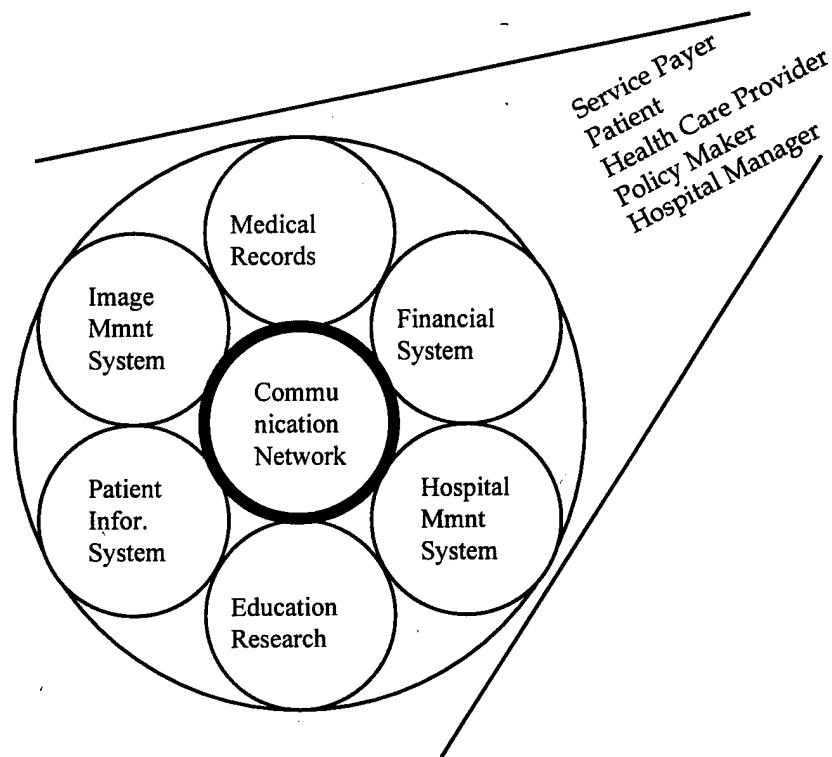 Service Payer
Patient
Health Care Provider
Policy Maker
Hospital Manager
Medical
Records
Image
Mmnt
System
Financial
System
Commu
nication
Network
Patient
Infor.
System
Hospital
Mmnt
System
Education
Research